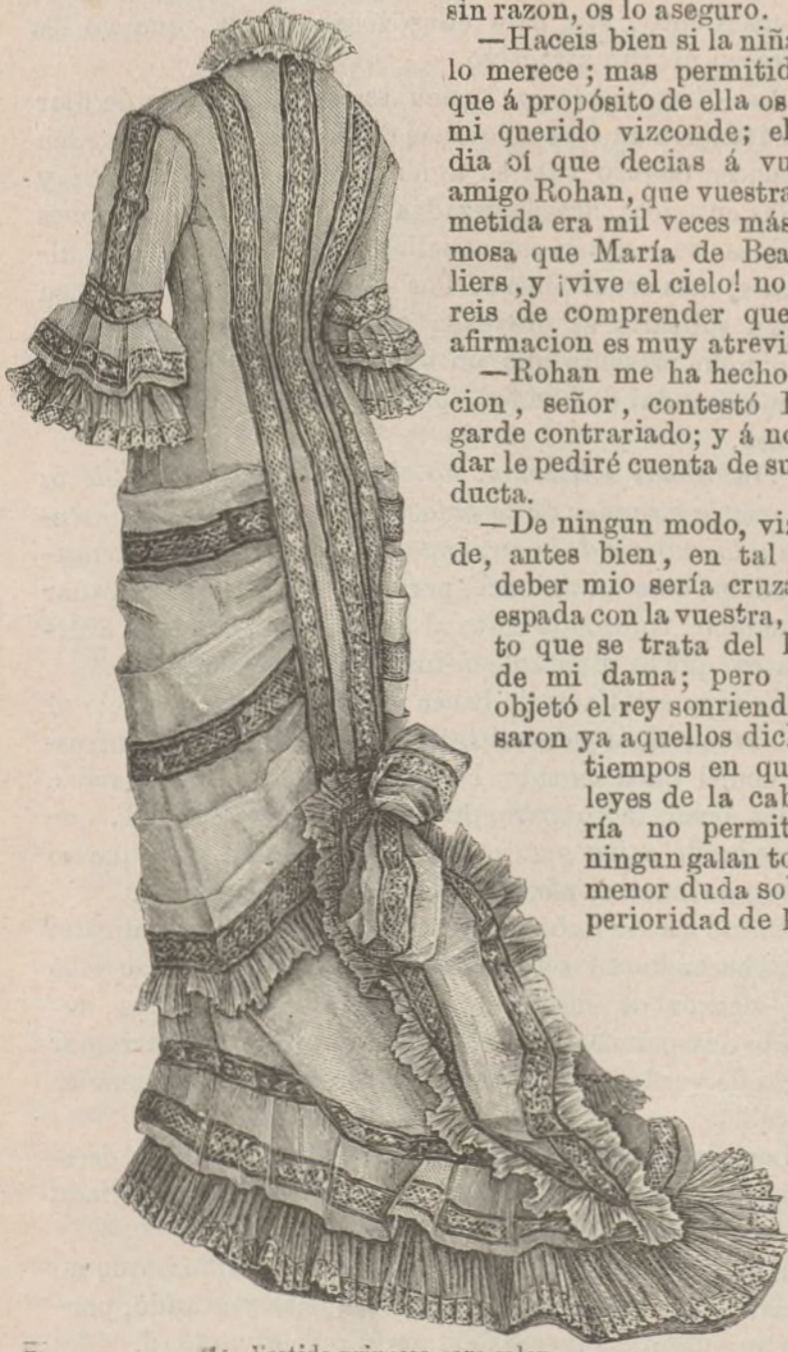 sin razon, os lo aseguro.
—Haceis bien si la niña
lo merece; mas permitid
que á propósito de ella os
mi querido vizconde; el
dia oí que decias á vu
amigo Rohan, que vuestra
metida era mil veces más
mosa que María de Bea
liers, y ¡vive el cielo! no
reis de comprender que
afirmacion es muy atrevi
—Rohan me ha hecho
cion, señor, contestó
garde contrariado; y á no
dar le pediré cuenta de su
ducta.
—De ningun modo, viz
de, antes bien, en tal
deber mio sería cruza
espada con la vuestra,
to que se trata del
de mi dama; pero
objetó el rey sonriend
saron ya aquellos dich
tiempos en qu
leyes de la cab
ría no permit
ningun galan to
menor duda so
perioridad de